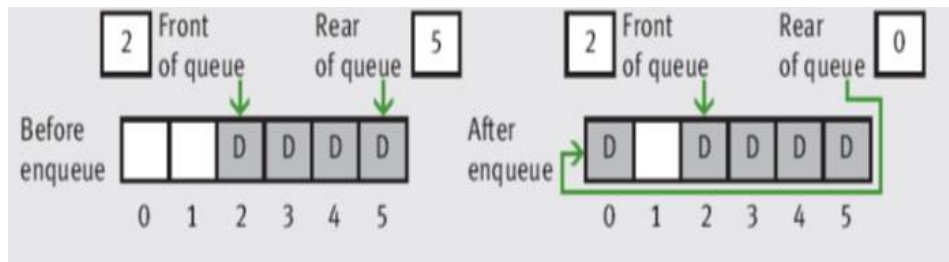 2 Front of queue
Rear of queue 5
Before enqueue
D D D D
0 1 2 3 4 5
2 Front of queue
Rear of queue 0
After enqueue
D D D D D
0 1 2 3 4 5